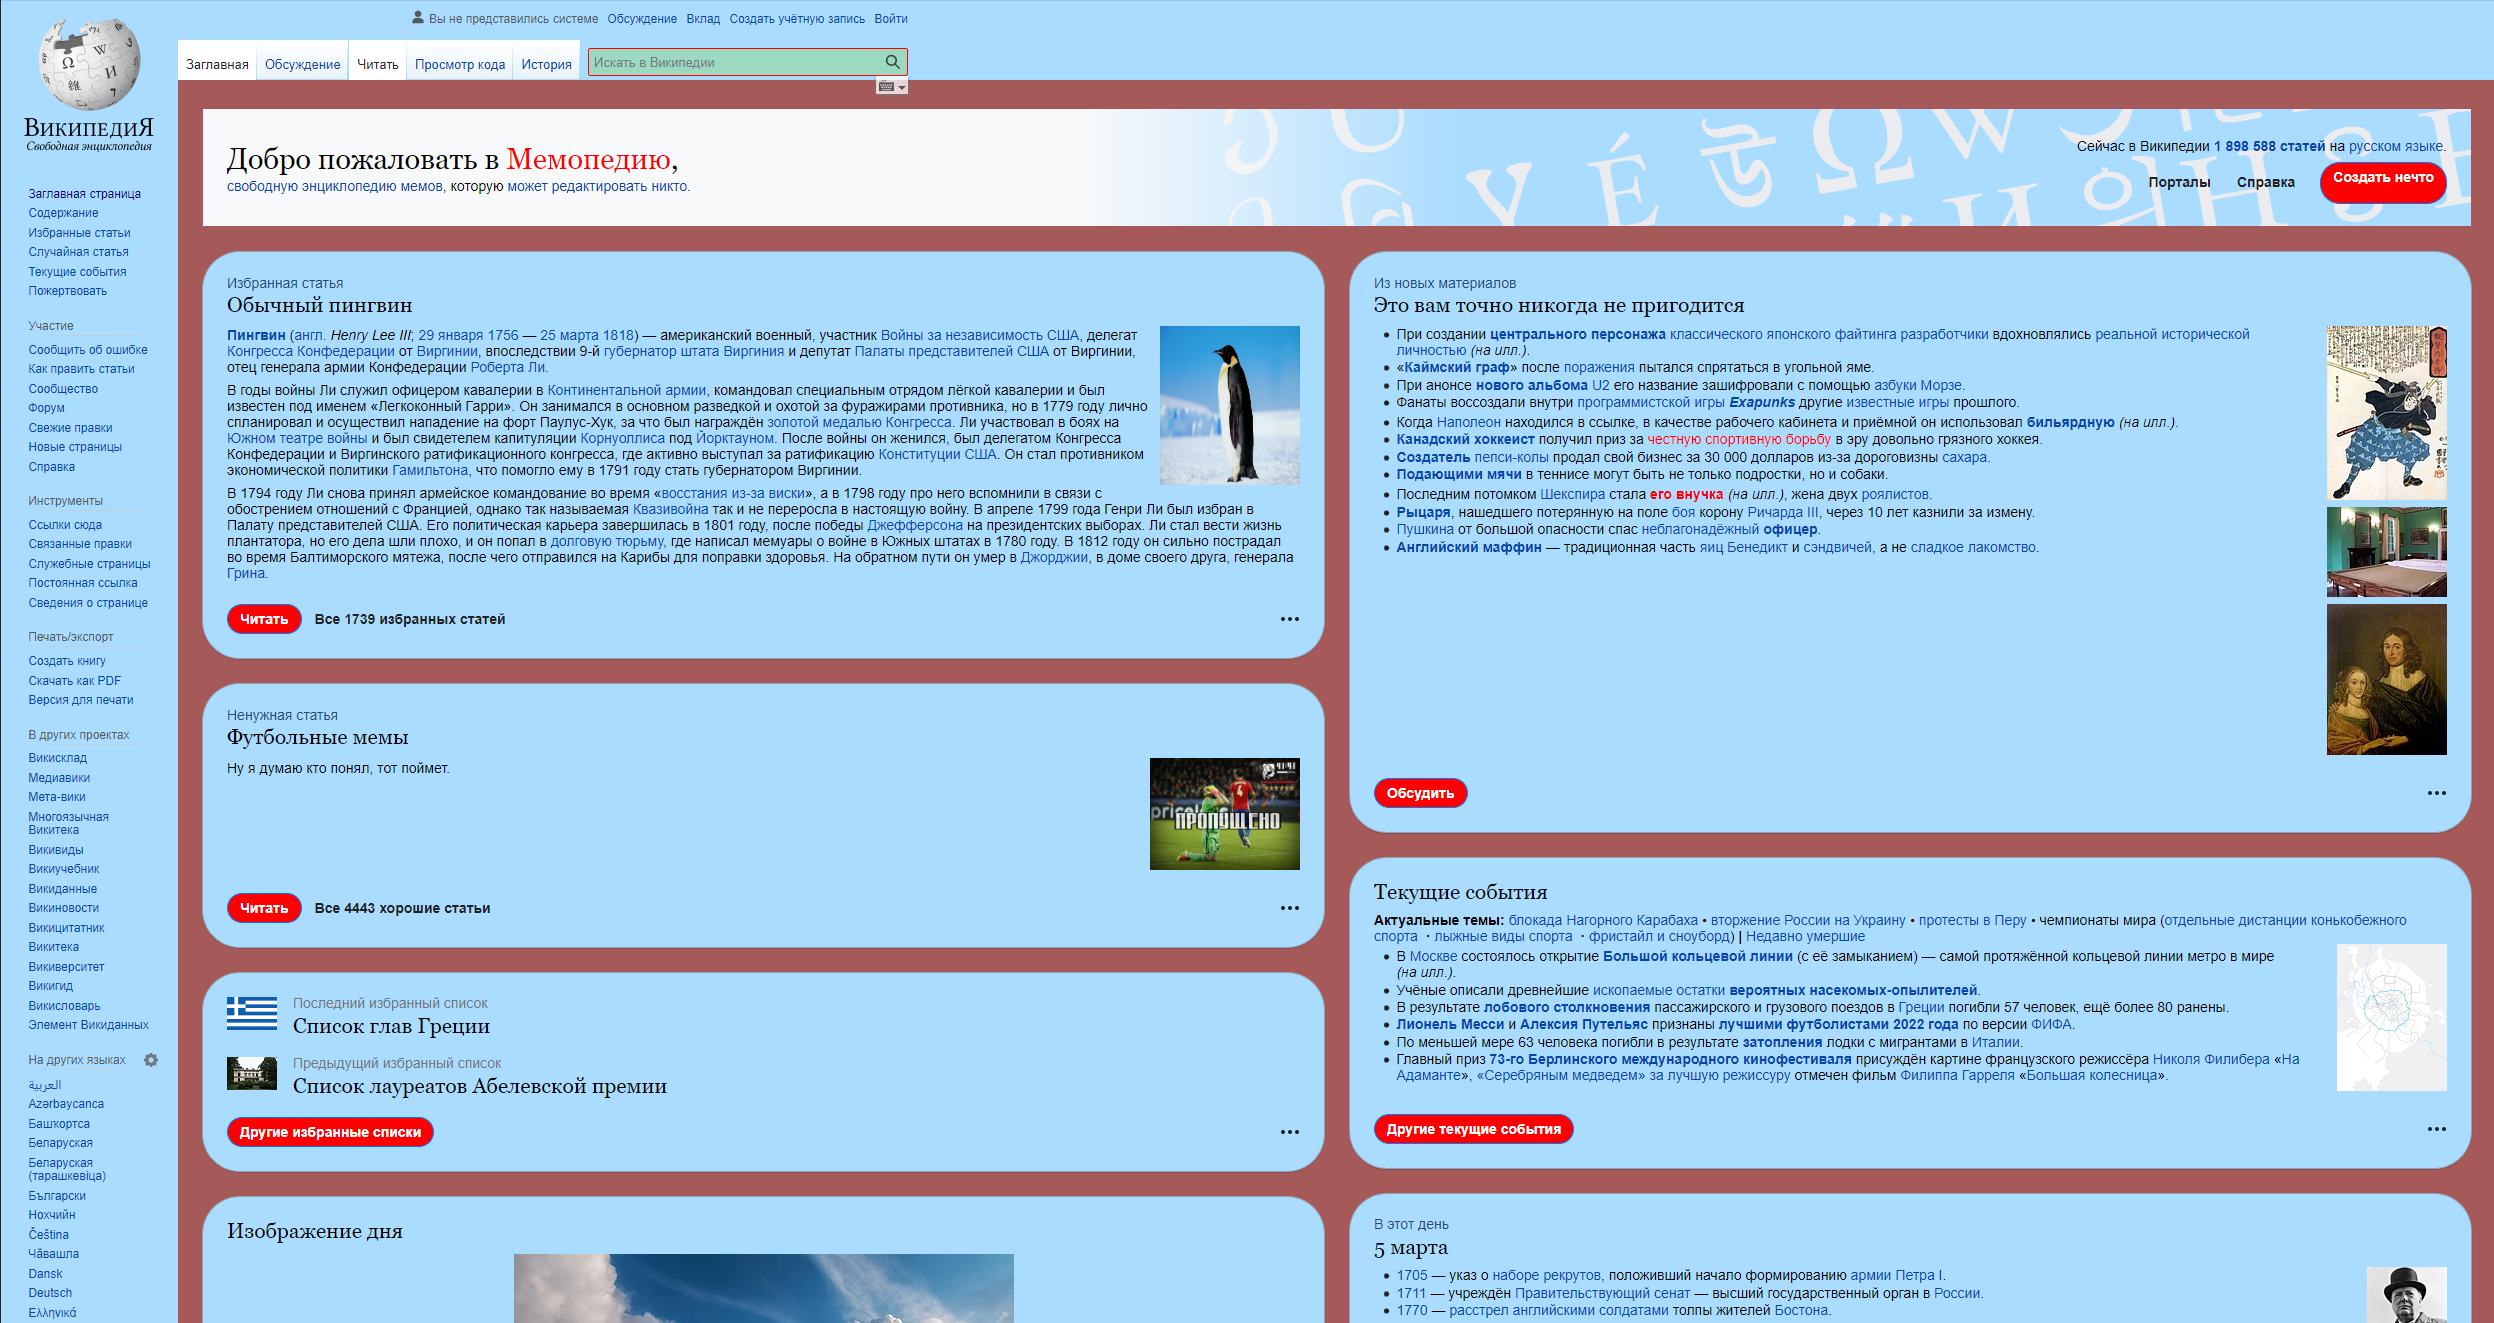 Вы не представились системе Обсуждение Вклад Создать учётную запись Войти
Заглавная Обсуждение Читать Просмотр кода История Искать в Википедии
ВикипедиЯ
Свободная энциклопедия
Заглавная страница
Содержание
Избранные статьи
Случайная статья
Текущие события
Пожертвовать
Участие
Сообщить об ошибке
Как править статьи
Сообщество
Форум
Свежие правки
Новые страницы
Справка
Инструменты
Ссылки сюда
Связанные правки
Служебные страницы
Постоянная ссылка
Сведения о странице
Печать/экспорт
Создать книгу
Скачать как PDF
Версия для печати
В других проектах
Викисклад
Медиавики
Мета-вики
Многоязычная
Викитека
Викивиды
Викиучебник
Викиданные
Викиновости
Викицитатник
Викитека
Викиверситет
Викигид
Викисловарь
Элемент Викиданных
На других языках
العربية
Azərbaycanca
Башҡортса
Беларуская
Беларуская
(тарашкевіца)
Български
Нохчийн
Čeština
Чӑвашла
Dansk
Deutsch
Ελληνικά
Добро пожаловать в Мемопедию,
свободную энциклопедию мемов, которую может редактировать никто.
Сейчас в Википедии 1 898 588 статей на русском языке.
Порталы Справка Создать нечто
Избранная статья
Обычный пингвин
Пингвин (англ. Henry Lee III; 29 января 1756 — 25 марта 1818) — американский военный, участник Войны за независимость США, делегат
Конгресса Конфедерации от Виргинии, впоследствии 9-й губернатор штата Виргиния и депутат Палаты представителей США от Виргинии,
отец генерала армии Конфедерации Роберта Ли.
В годы войны Ли служил офицером кавалерии в Континентальной армии, командовал специальным отрядом лёгкой кавалерии и был
известен под именем «Легкоконный Гарри». Он занимался в основном разведкой и охотой за фуражирами противника, но в 1779 году лично
спланировал и осуществил нападение на форт Паулус-Хук, за что был награждён золотой медалью Конгресса. Ли участвовал в боях на
Южном театре войны и был свидетелем капитуляции Корнуоллиса под Йорктауном. После войны он женился, был делегатом Конгресса
Конфедерации и Виргинского ратификационного конгресса, где активно выступал за ратификацию Конституции США. Он стал противником
экономической политики Гамильтона, что помогло ему в 1791 году стать губернатором Виргинии.
В 1794 году Ли снова принял армейское командование во время «восстания из-за виски», а в 1798 году про него вспомнили в связи с
обострением отношений с Францией, однако так называемая Квазивойна так и не переросла в настоящую войну. В апреле 1799 года Генри Ли был избран в
Палату представителей США. Его политическая карьера завершилась в 1801 году, после победы Джефферсона на президентских выборах. Ли стал вести жизнь
плантатора, но его дела шли плохо, и он попал в долговую тюрьму, где написал мемуары о войне в Южных штатах в 1780 году. В 1812 году он сильно пострадал
во время Балтиморского мятежа, после чего отправился на Карибы для поправки здоровья. На обратном пути он умер в Джорджии, в доме своего друга, генерала
Грина.
Читать Все 1739 избранных статей
Ненужная статья
Футбольные мемы
Ну я думаю кто понял, тот поймет.
ПРОПУЩЕНО
Читать Все 4443 хорошие статьи
Последний избранный список
Список глав Греции
Предыдущий избранный список
Список лауреатов Абелевской премии
Другие избранные списки
Изображение дня
Из новых материалов
Это вам точно никогда не пригодится
При создании центрального персонажа классического японского файтинга разработчики вдохновлялись реальной исторической
личностью (на илл.).
«Каймский граф» после поражения пытался спрятаться в угольной яме.
При анонсе нового альбома U2 его название зашифровали с помощью азбуки Морзе.
Фанаты воссоздали внутри программистской игры Exapunks другие известные игры прошлого.
Когда Наполеон находился в ссылке, в качестве рабочего кабинета и приёмной он использовал бильярдную (на илл.).
Канадский хоккеист получил приз за честную спортивную борьбу в эру довольно грязного хоккея.
Создатель пепси-колы продал свой бизнес за 30 000 долларов из-за дороговизны сахара.
Подающими мячи в теннисе могут быть не только подростки, но и собаки.
Последним потомком Шекспира стала его внучка (на илл.), жена двух роялистов.
Рыцаря, нашедшего потерянную на поле боя корону Ричарда III, через 10 лет казнили за измену.
Пушкина от большой опасности спас неблагонадёжный офицер.
Английский маффин — традиционная часть яиц Бенедикт и сэндвичей, а не сладкое лакомство.
Обсудить
Текущие события
Актуальные темы: блокада Нагорного Карабаха • вторжение России на Украину • протесты в Перу • чемпионаты мира (отдельные дистанции конькобежного
спорта · лыжные виды спорта · фристайл и сноуборд) | Недавно умершие
В Москве состоялось открытие Большой кольцевой линии (с её замыканием) — самой протяжённой кольцевой линии метро в мире
(на илл.).
Учёные описали древнейшие ископаемые остатки вероятных насекомых-опылителей.
В результате лобового столкновения пассажирского и грузового поездов в Греции погибли 57 человек, ещё более 80 ранены.
Лионель Месси и Алексия Путельяс признаны лучшими футболистами 2022 года по версии ФИФА.
По меньшей мере 63 человека погибли в результате затопления лодки с мигрантами в Италии.
Главный приз 73-го Берлинского международного кинофестиваля присуждён картине французского режиссёра Николя Филибера «На
Адаманте», «Серебряным медведем» за лучшую режиссуру отмечен фильм Филиппа Гарреля «Большая колесница».
Другие текущие события
В этот день
5 марта
1705 — указ о наборе рекрутов, положивший начало формированию армии Петра I.
1711 — учреждён Правительствующий сенат — высший государственный орган в России.
1770 — расстрел английскими солдатами толпы жителей Бостона.